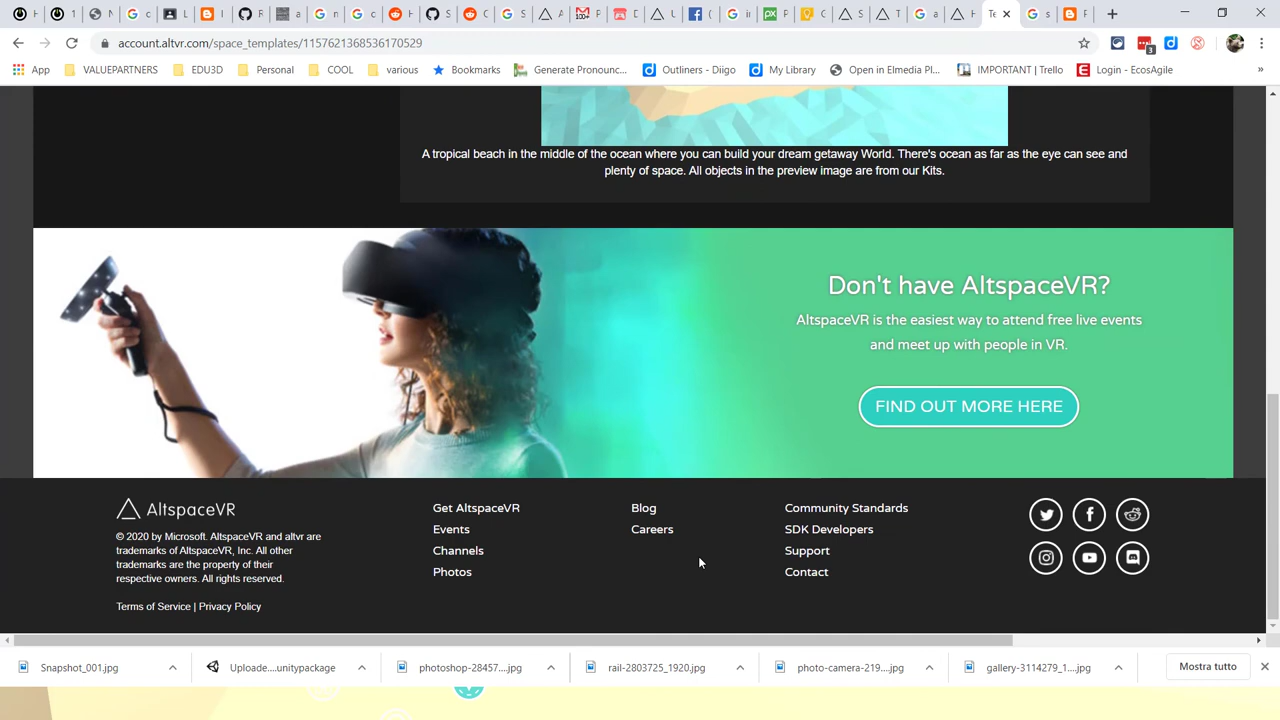 account.altvr.com/space_templates/1157621368536170529
App VALUEPARTNERS EDU3D Personal COOL various Bookmarks Generate Pronounc... Outliners - Diigo My Library Open in Elmedia Pl... IMPORTANT | Trello Login - EcosAgile »
A tropical beach in the middle of the ocean where you can build your dream getaway World. There's ocean as far as the eye can see and
plenty of space. All objects in the preview image are from our Kits.
Don't have AltspaceVR?
AltspaceVR is the easiest way to attend free live events
and meet up with people in VR.
FIND OUT MORE HERE
AltspaceVR
© 2020 by Microsoft. AltspaceVR and altvr are
trademarks of AltspaceVR, Inc. All other
trademarks are the property of their
respective owners. All rights reserved.
Terms of Service | Privacy Policy
Get AltspaceVR
Events
Channels
Photos
Blog
Careers
Community Standards
SDK Developers
Support
Contact
Snapshot_001.jpg Uploade....unitypackage photoshop-28457....jpg rail-2803725_1920.jpg photo-camera-219....jpg gallery-3114279_1....jpg Mostra tutto